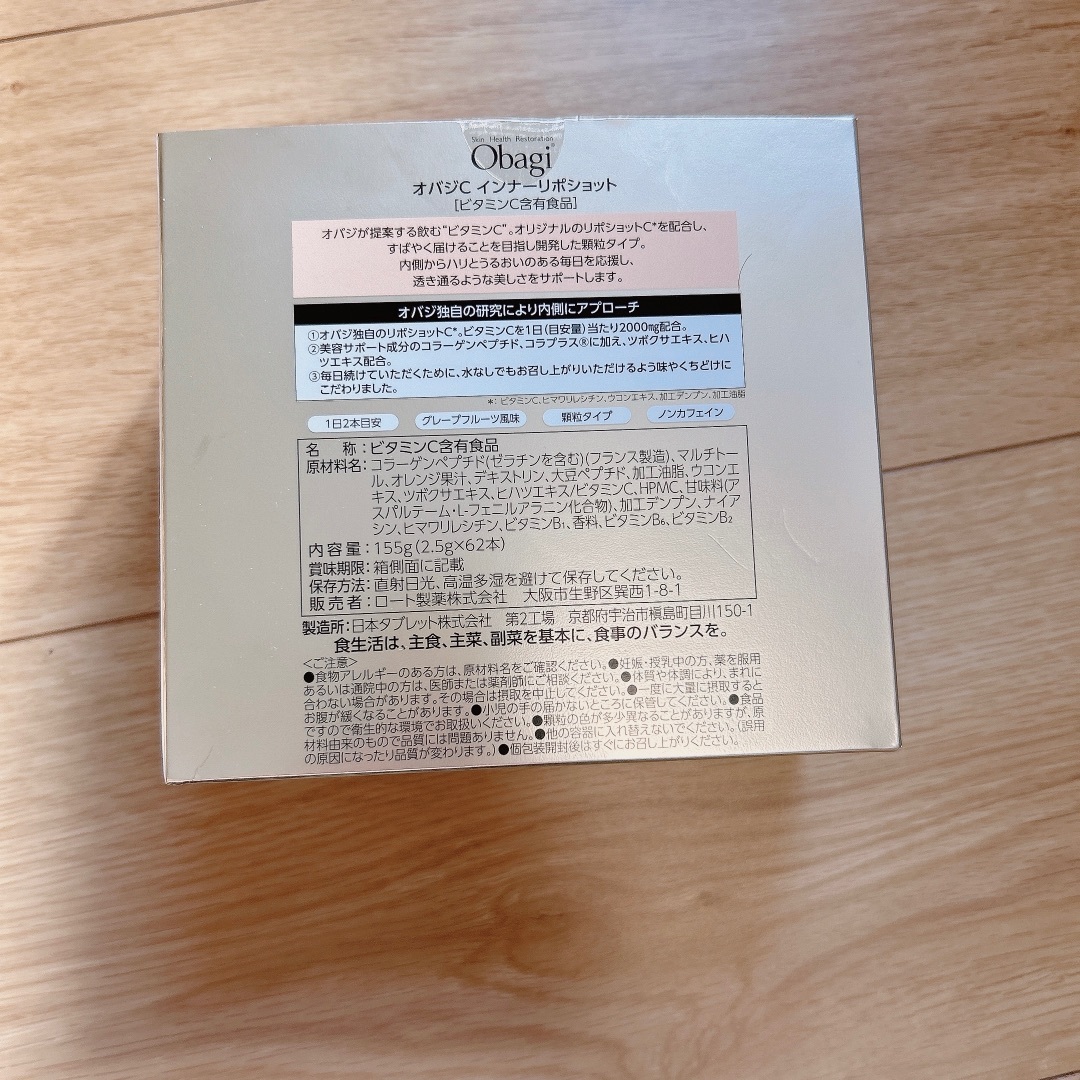 Skin Health Restoration
Obagi
オバジC インナーリポショット
[ビタミンC含有食品]
オバジが提案する飲む“ビタミンC”。オリジナルのリポショットC*を配合し、
すばやく届けることを目指し開発した顆粒タイプ。
内側からハリとうるおいのある毎日を応援し、
透き通るような美しさをサポートします。
オバジ独自の研究により内側にアプローチ
①オバジ独自のリポショットC*。ビタミンCを1日(目安量)当たり2000㎎配合。
②美容サポート成分のコラーゲンペプチド、コラプラス®に加え、ツボクサエキス、ヒハ
ツエキス配合。
③毎日続けていただくために、水なしでもお召し上がりいただけるよう味やくちどけに
こだわりました。
*：ビタミンC、ヒマワリレシチン、ウコンエキス、加工デンプン、加工油脂
1日2本目安 グレープフルーツ風味 顆粒タイプ ノンカフェイン
名　称：ビタミンC含有食品
原材料名：コラーゲンペプチド(ゼラチンを含む)(フランス製造)、マルチトー
ル、オレンジ果汁、デキストリン、大豆ペプチド、加工油脂、ウコンエ
キス、ツボクサエキス、ヒハツエキス/ビタミンC、HPMC、甘味料(ア
スパルテーム・L-フェニルアラニン化合物)、加工デンプン、ナイア
シン、ヒマワリレシチン、ビタミンB₁、香料、ビタミンB₆、ビタミンB₂
内容量：155g(2.5g×62本)
賞味期限：箱側面に記載
保存方法：直射日光、高温多湿を避けて保存してください。
販売者：ロート製薬株式会社　大阪市生野区巽西1-8-1
製造所：日本タブレット株式会社　第2工場　京都府宇治市槇島町目川150-1
食生活は、主食、主菜、副菜を基本に、食事のバランスを。
<ご注意>
●食物アレルギーのある方は、原材料名をご確認ください。●妊娠・授乳中の方、薬を服用
あるいは通院中の方は、医師または薬剤師にご相談ください。●体質や体調により、まれに
合わない場合があります。その場合は摂取を中止してください。●一度に大量に摂取すると
お腹が緩くなることがあります。●小児の手の届かないところに保管してください。●食品
ですので衛生的な環境でお取扱いください。●顆粒の色が多少異なることがありますが、原
材料由来のもので品質には問題ありません。●他の容器に入れ替えないでください。(誤用
の原因になったり品質が変わります。)●個包装開封後はすぐにお召し上がりください。